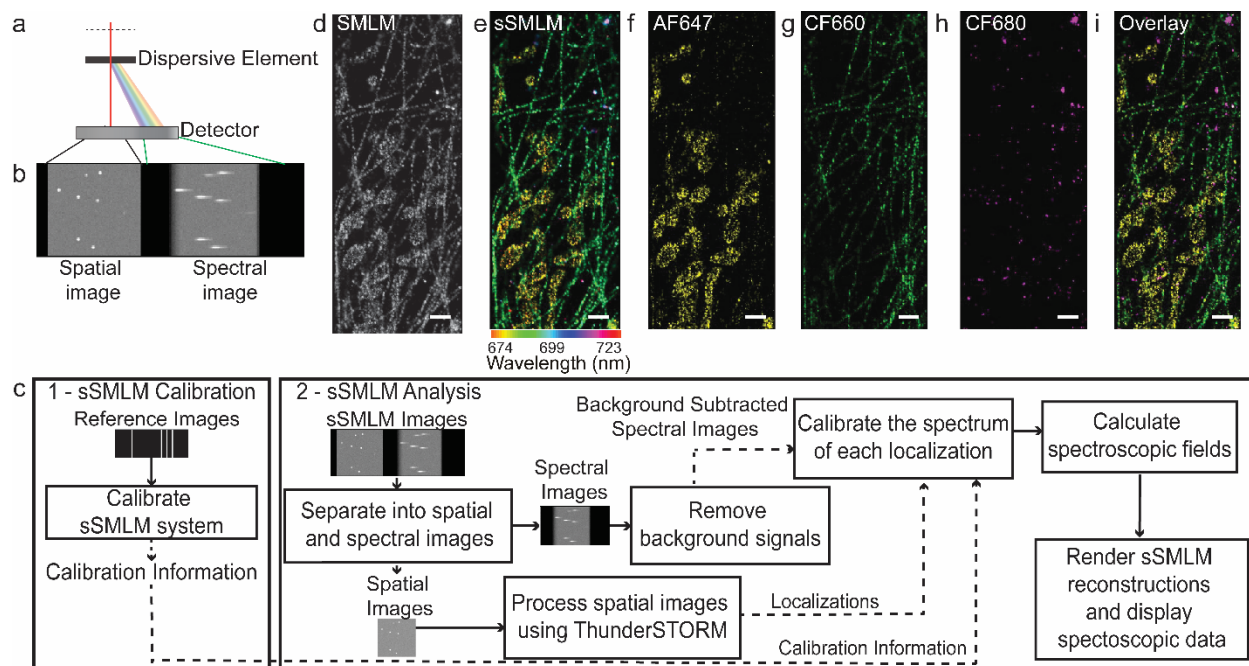 a
Dispersive Element
Detector
b
Spatial
image
Spectral
image
d
SMLM
e
sSMLM
674
699
723
Wavelength (nm)
f
AF647
g
CF660
h
CF680
i
Overlay
c
1 - sSMLM Calibration
Reference Images
Calibrate
sSMLM system
Calibration Information
2 - sSMLM Analysis
sSMLM Images
Separate into spatial
and spectral images
Spectral
Images
Remove
background signals
Background Subtracted
Spectral Images
Spatial
Images
Process spatial images
using ThunderSTORM
Localizations
Calibration Information
Calibrate the spectrum
of each localization
Calculate
spectroscopic fields
Render sSMLM
reconstructions
and display
spectoscopic data